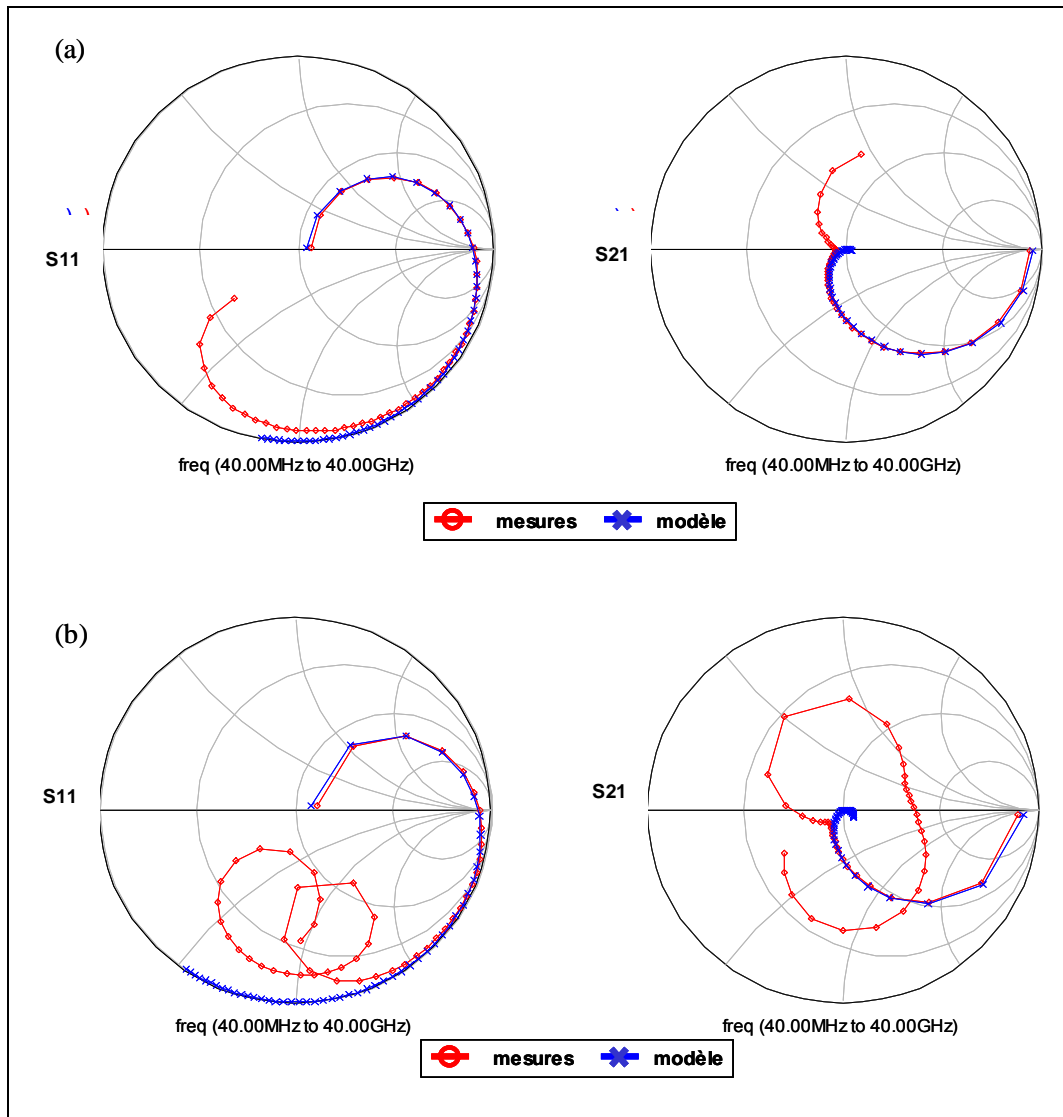 (a)
S11
S21
freq (40.00MHz to 40.00GHz)
freq (40.00MHz to 40.00GHz)
mesures modèle
(b)
S11
S21
freq (40.00MHz to 40.00GHz)
freq (40.00MHz to 40.00GHz)
mesures modèle